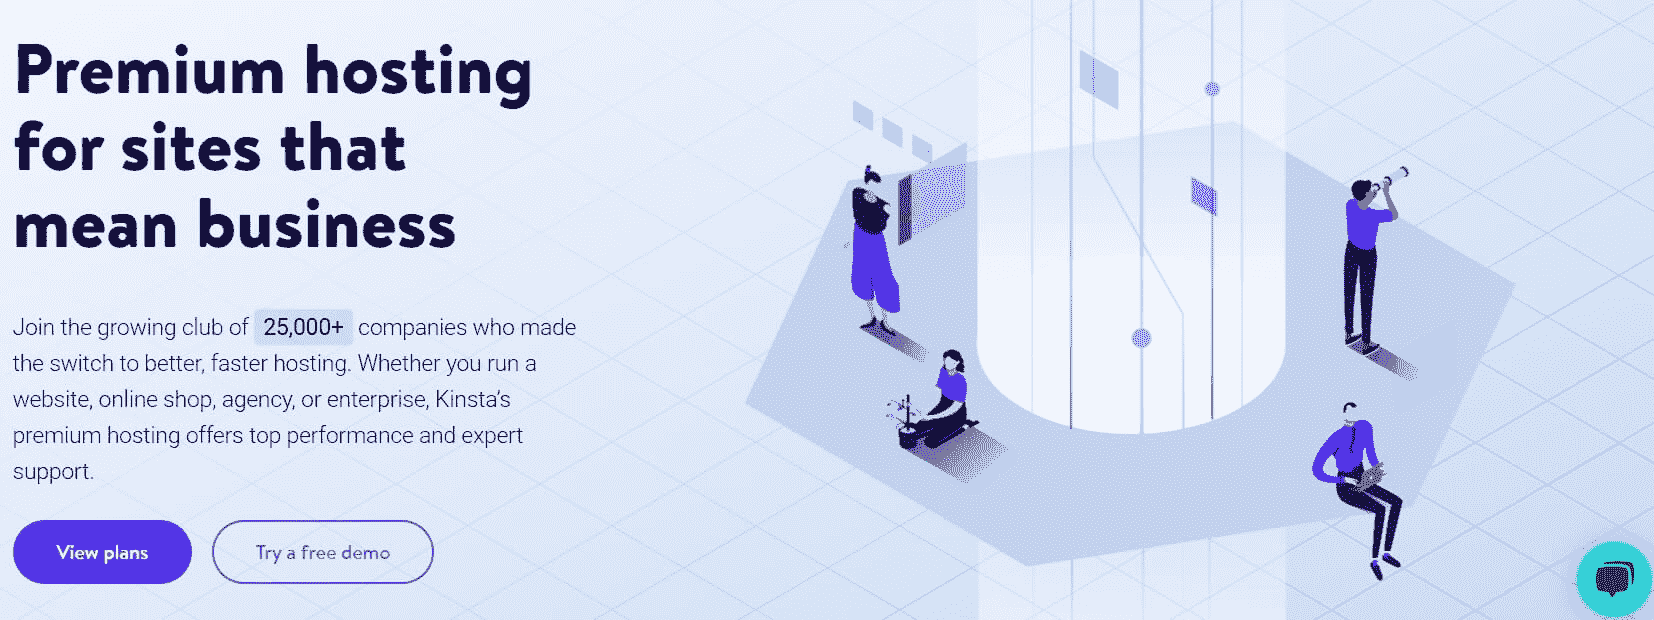 Premium hosting
for sites that
mean business
Join the growing club of 25,000+ companies who made
the switch to better, faster hosting. Whether you run a
website, online shop, agency, or enterprise, Kinsta’s
premium hosting offers top performance and expert
support.
View plans
Try a free demo